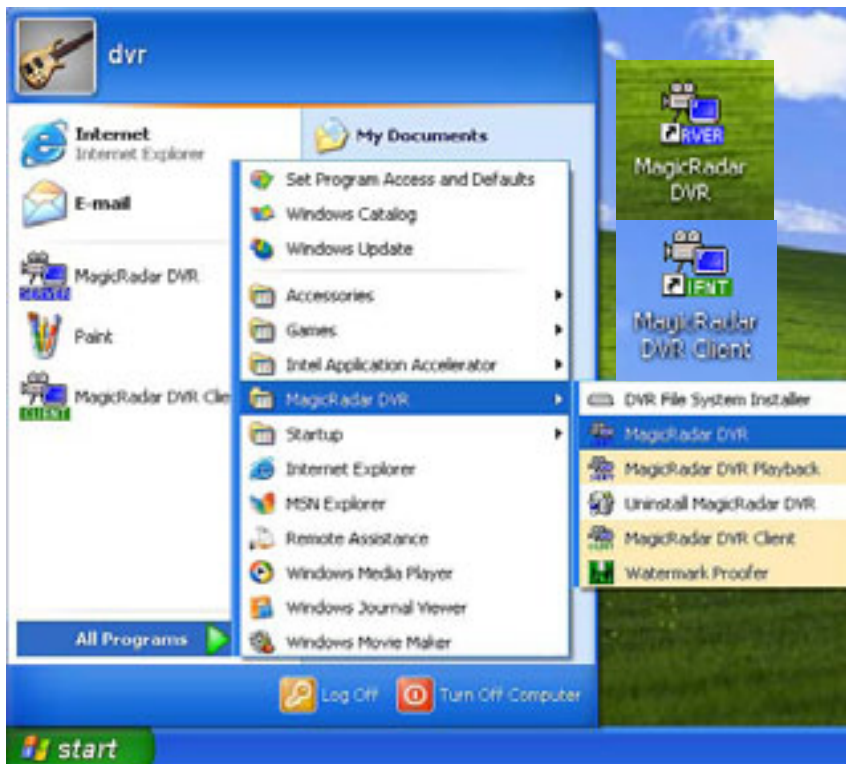 dvr
Internet
Internet Explorer
E-mail
MagicRadar DVR
SERVER
Paint
MagicRadar DVR Clie
CLIENT
All Programs
My Documents
Set Program Access and Defaults
Windows Catalog
Windows Update
Accessories
Games
Intel Application Accelerator
MagicRadar DVR
Startup
Internet Explorer
MSN Explorer
Remote Assistance
Windows Media Player
Windows Journal Viewer
Windows Movie Maker
DVR File System Installer
MagicRadar DVR
MagicRadar DVR Playback
Uninstall MagicRadar DVR
MagicRadar DVR Client
Watermark Proofer
RVER
MagicRadar
DVR
IENT
MagicRadar
DVR Client
Log Off
Turn Off Computer
start